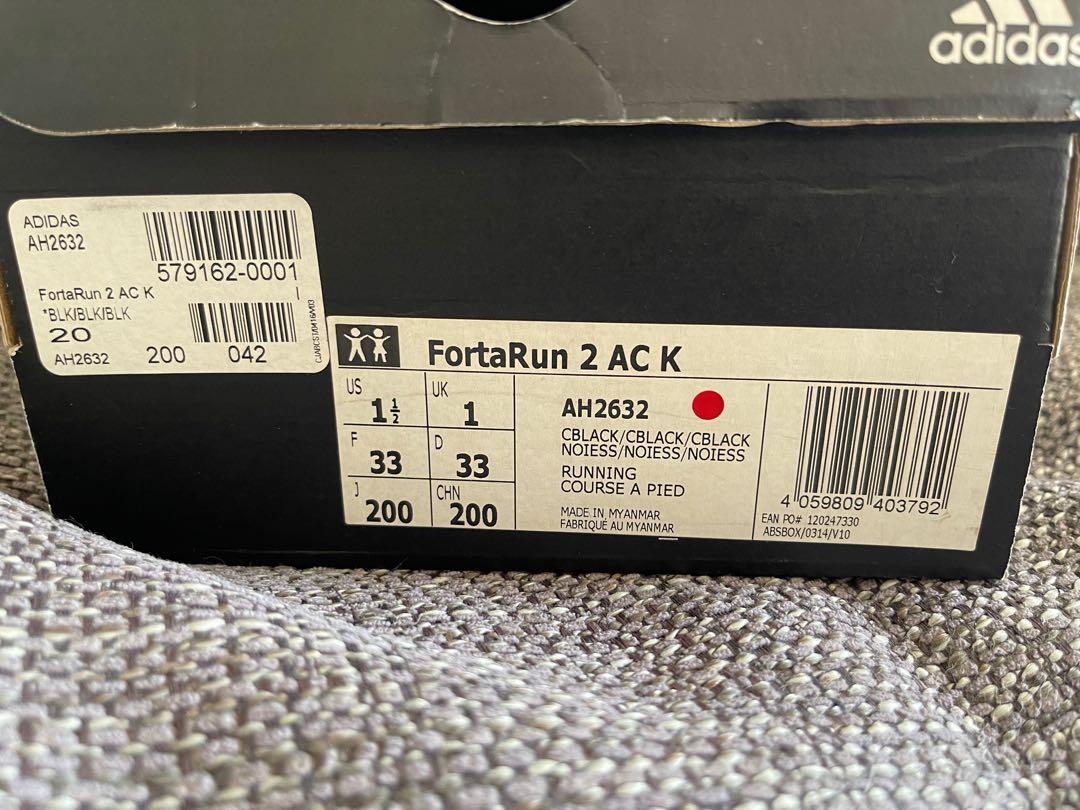 adidas
ADIDAS
AH2632
579162-0001
FortaRun 2 AC K
*BLK/BLK/BLK
20
AH2632 200 042
FortaRun 2 AC K
US 1½ UK 1
F 33 D 33
J 200 CHN 200
AH2632
CBLACK/CBLACK/CBLACK
NOIESS/NOIESS/NOIESS
RUNNING
COURSE A PIED
MADE IN MYANMAR
FABRIQUÉ AU MYANMAR
4 059809 403792
EAN PO# 120247330
ABSBOX/0314/V10